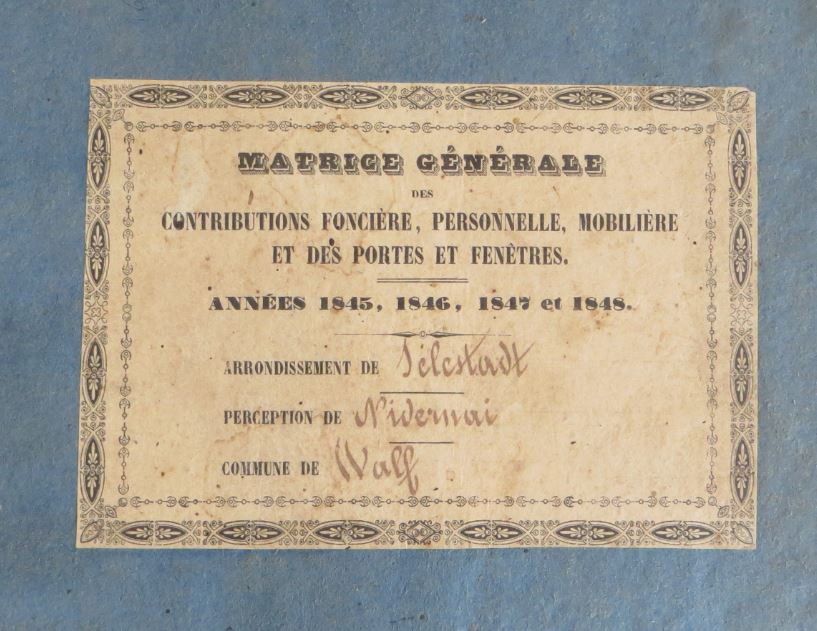 MATRICE GÉNÉRALE
DES
CONTRIBUTIONS FONCIÈRE, PERSONNELLE, MOBILIÈRE
ET DES PORTES ET FENÊTRES.
ANNÉES 1845, 1846, 1847 et 1848.
ARRONDISSEMENT DE Sélestadt
PERCEPTION DE Nidernai
COMMUNE DE Walf